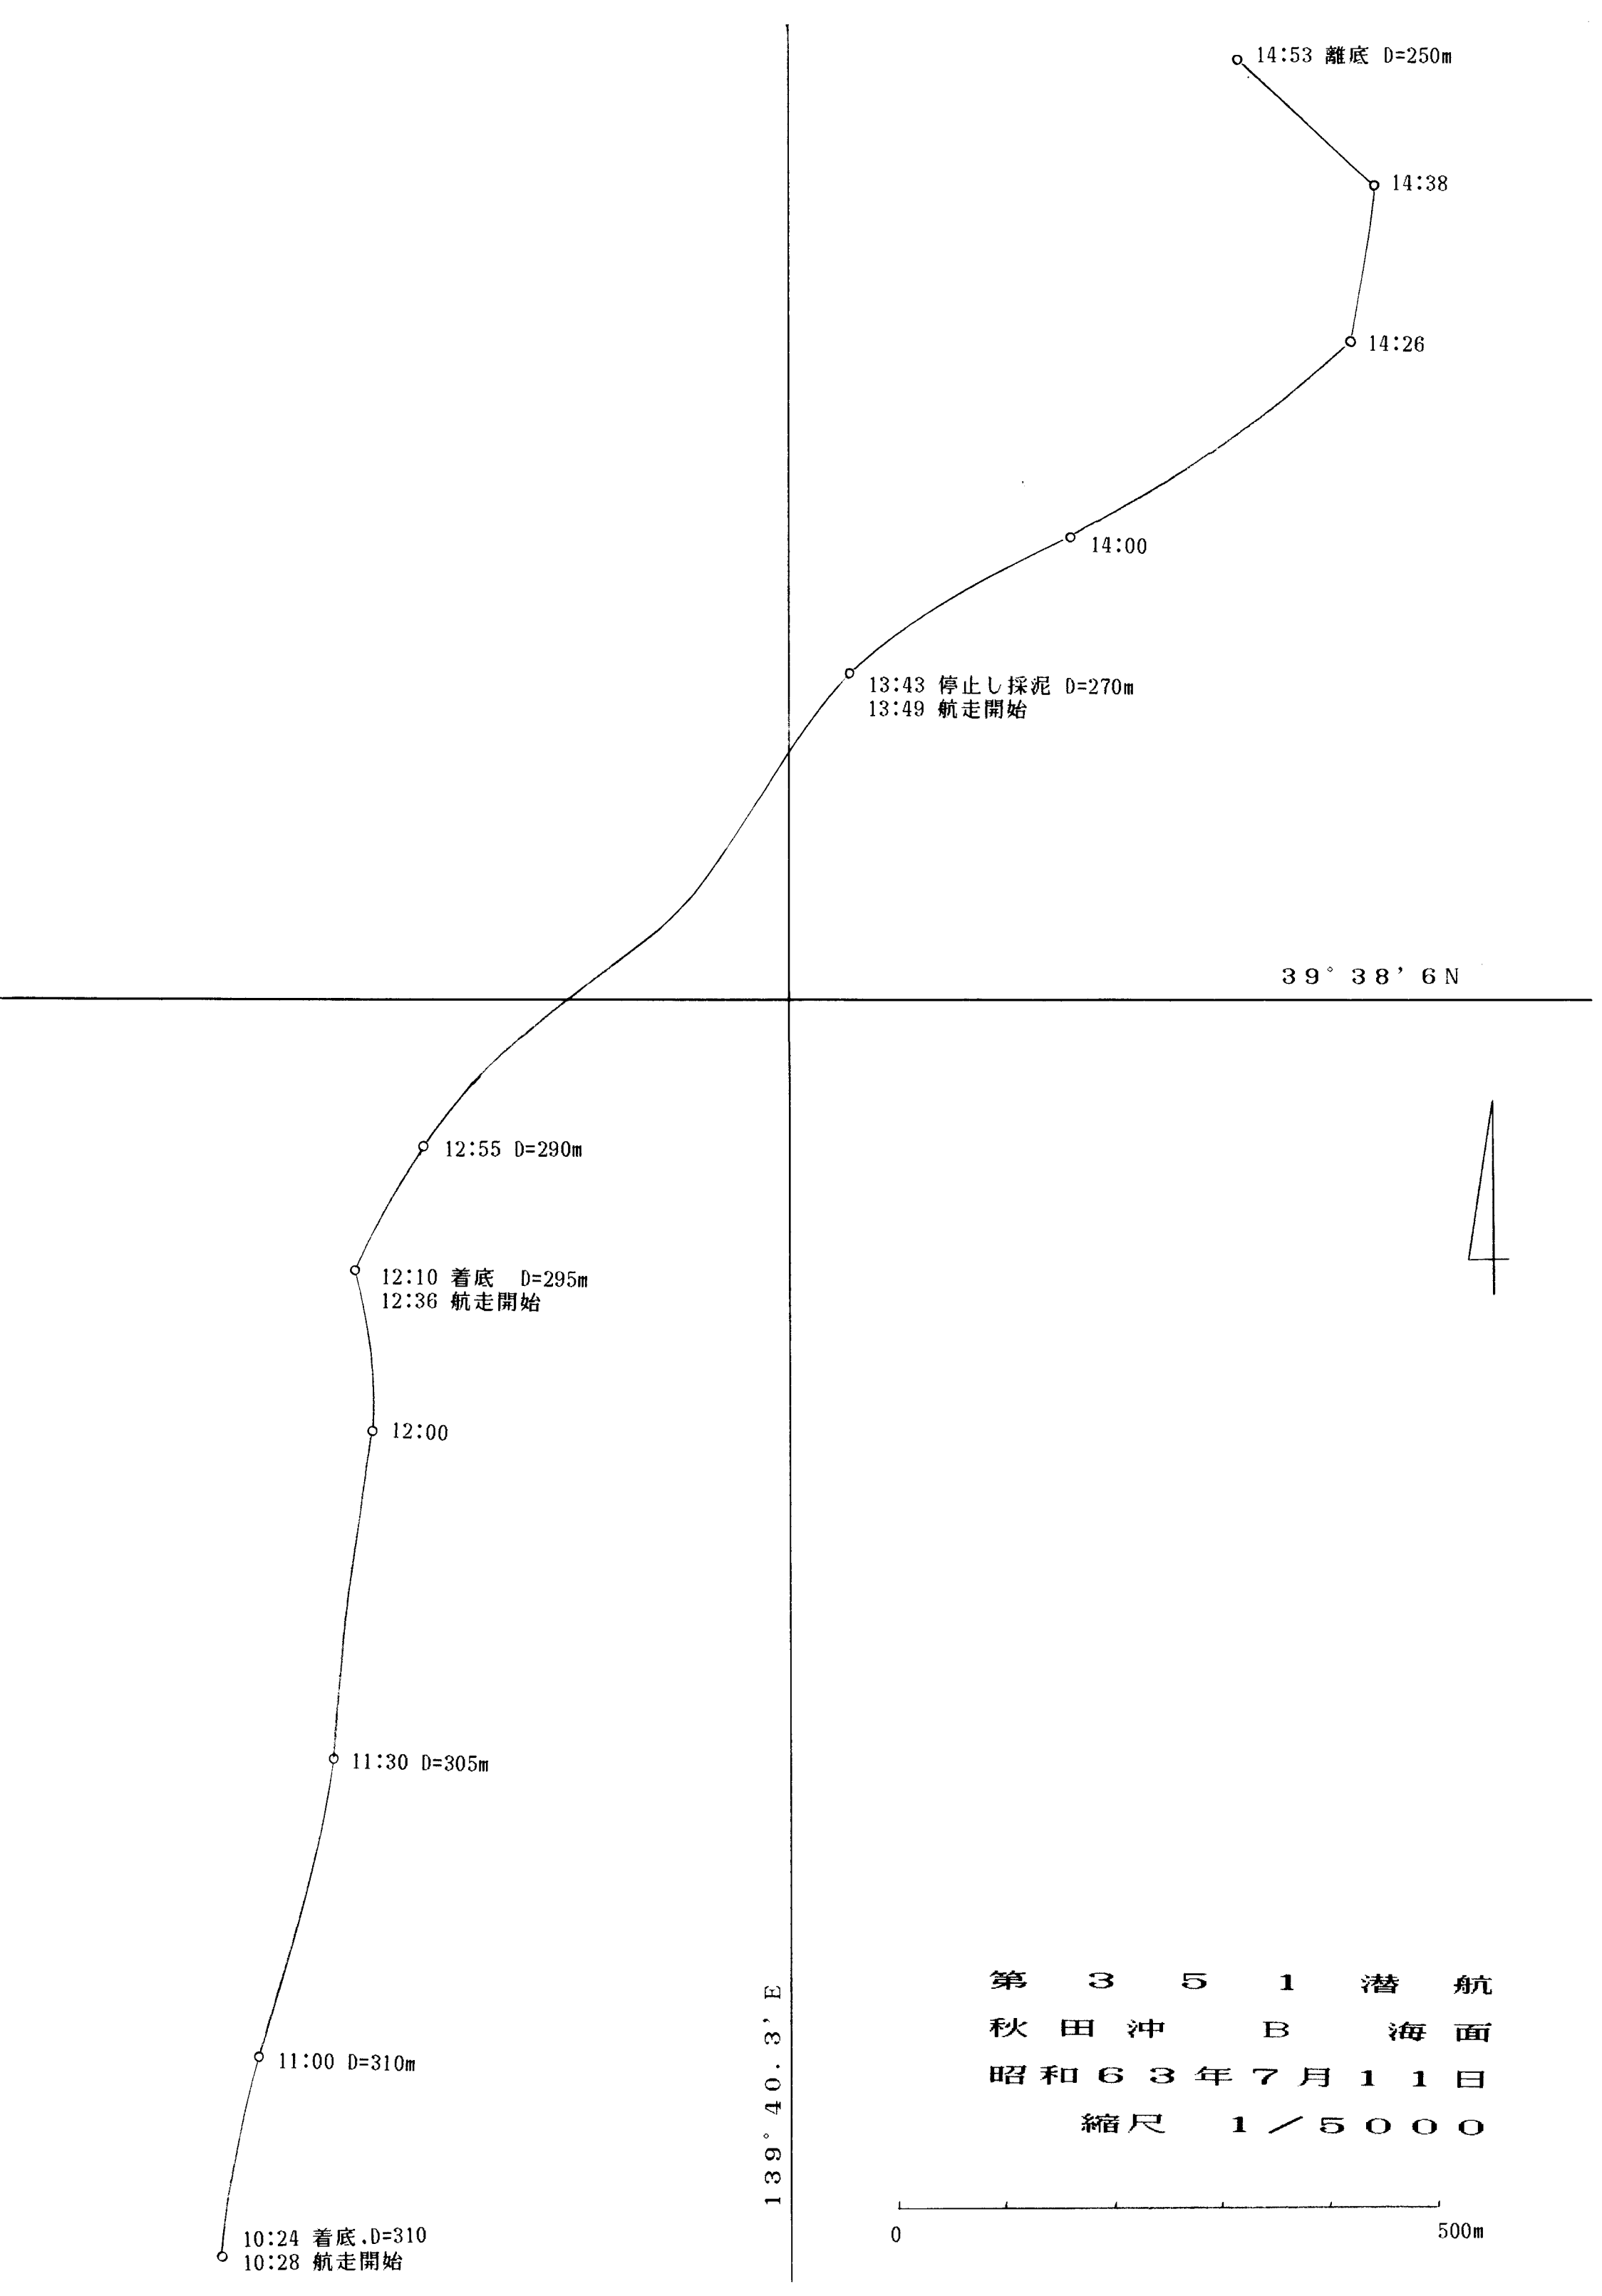 14:53 離底 D=250m
14:38
14:26
14:00
13:43 停止し採泥 D=270m
13:49 航走開始
39°38'6N
12:55 D=290m
12:10 着底 D=295m
12:36 航走開始
12:00
11:30 D=305m
11:00 D=310m
10:24 着底.D=310
10:28 航走開始
139°40.3'E
第351潜航
秋田沖 B 海面
昭和63年7月11日
縮尺 1/5000
0 500m